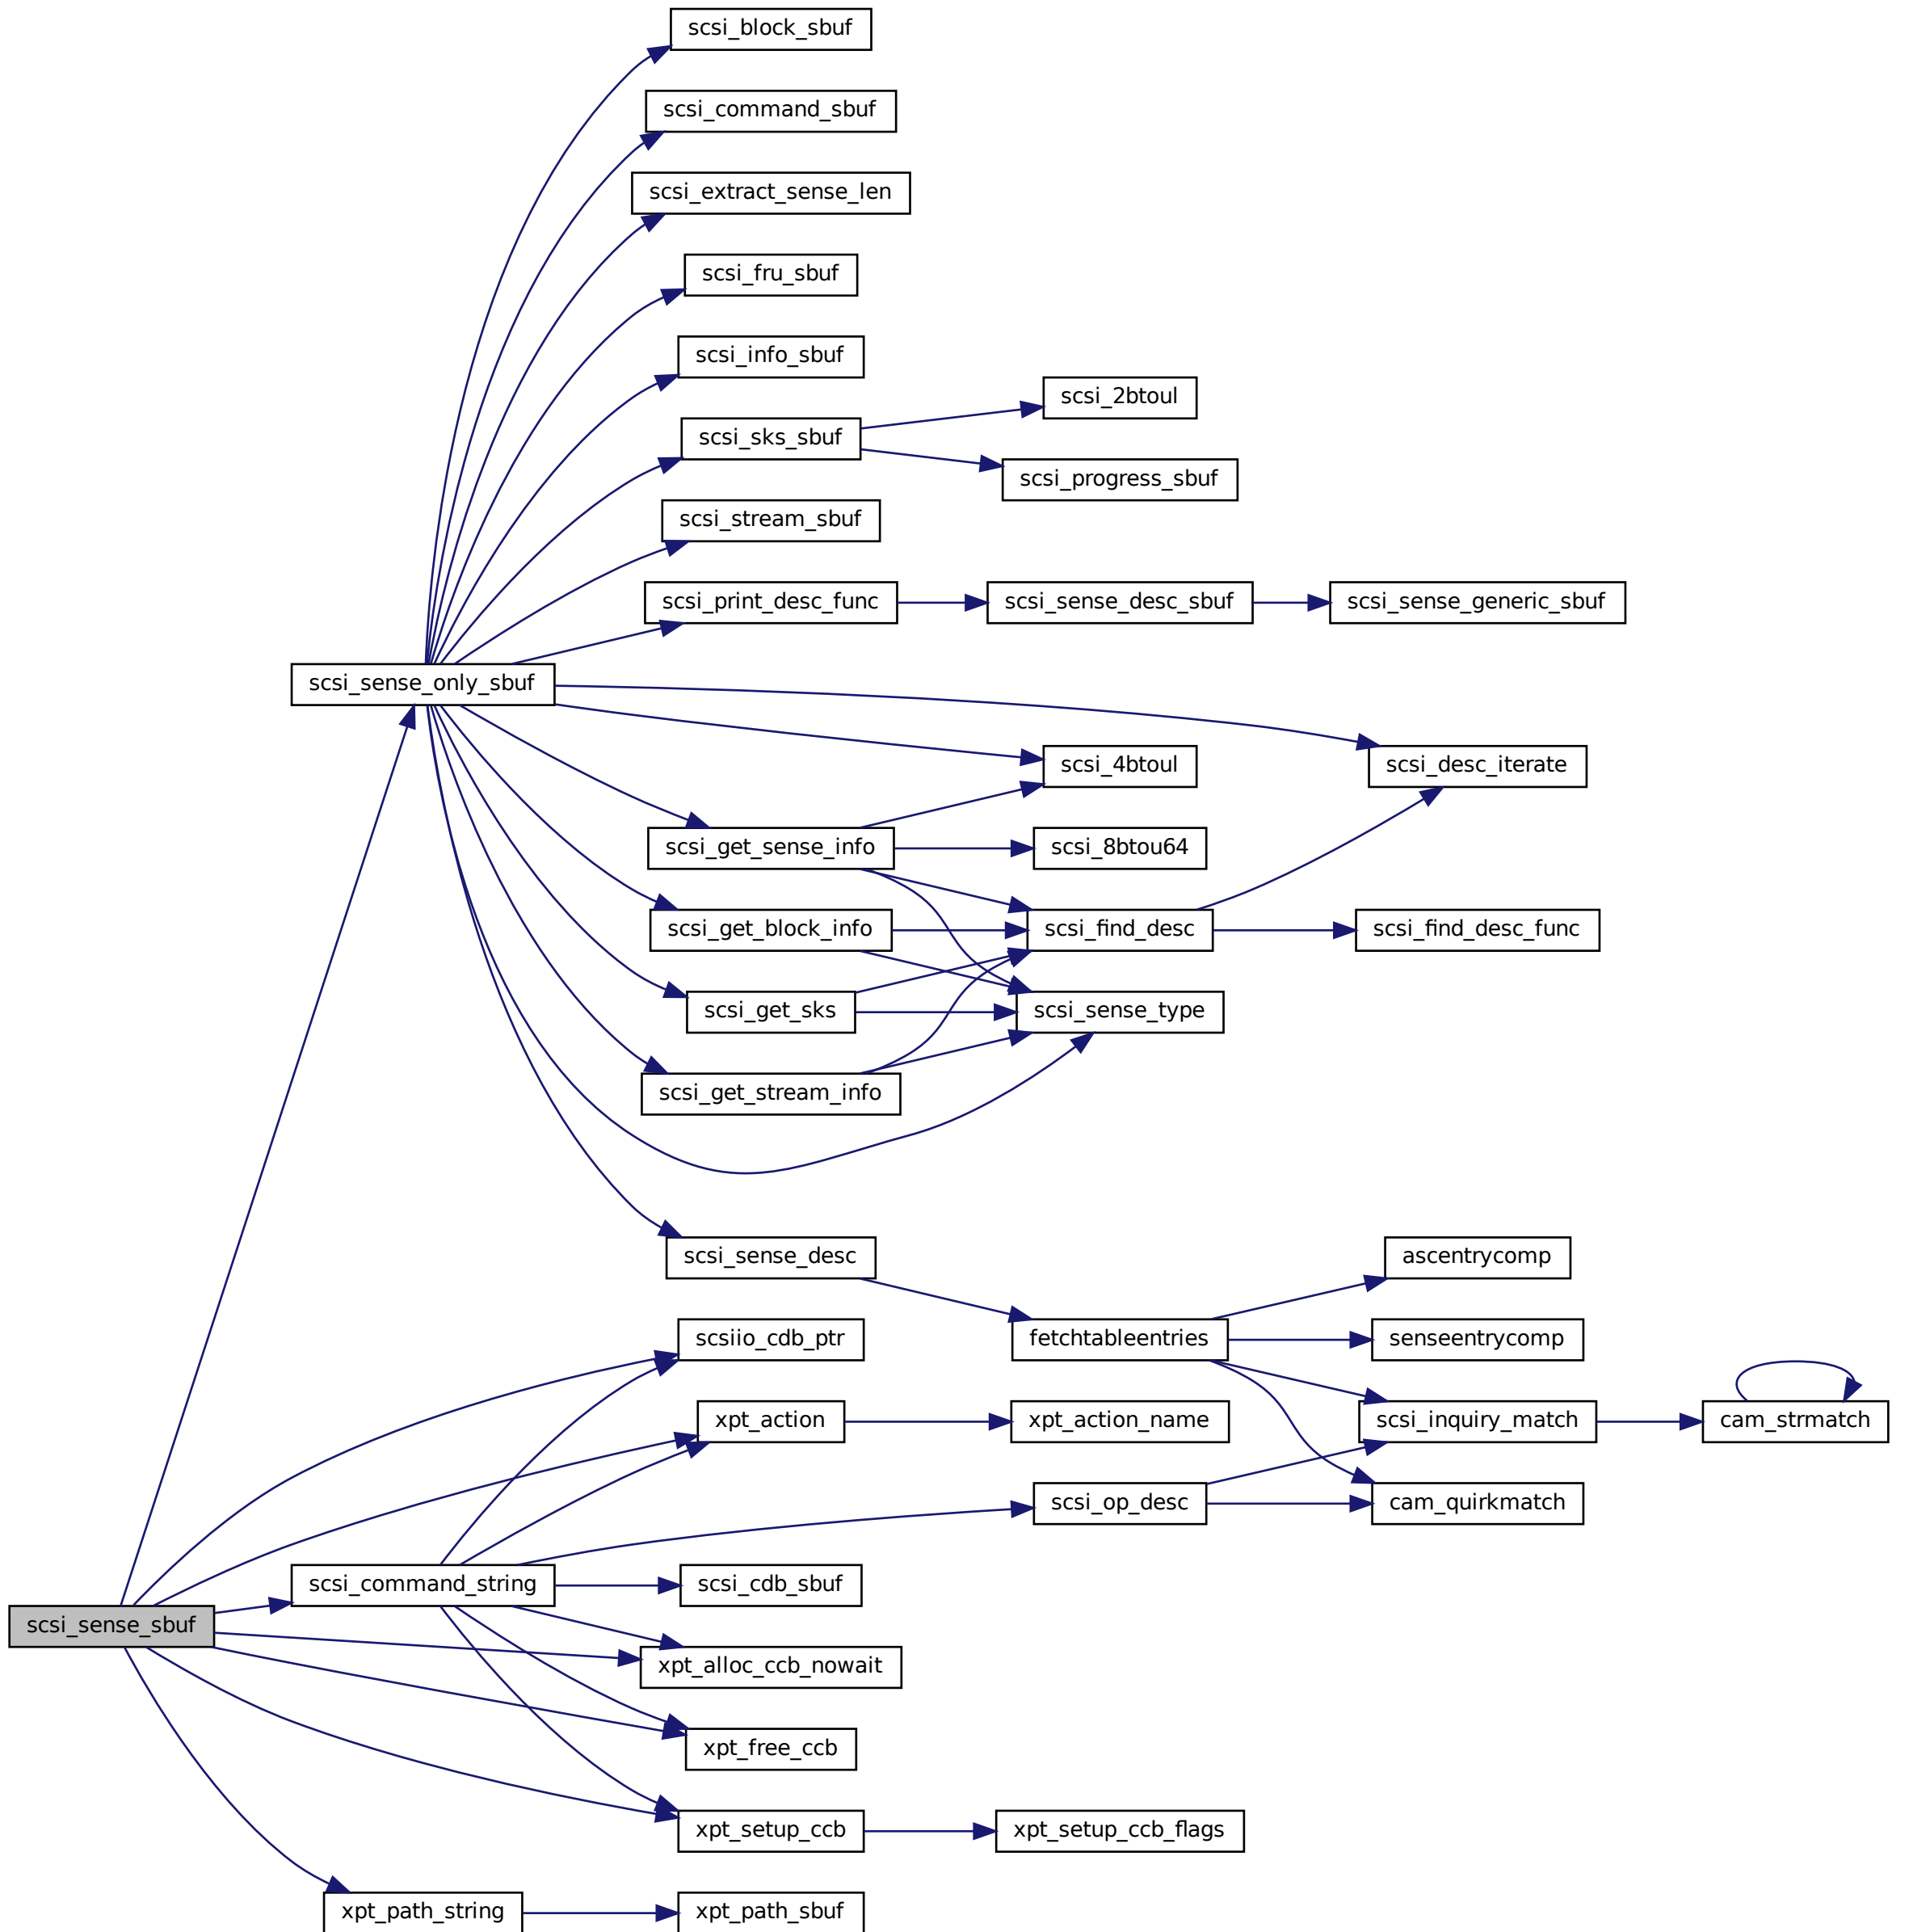 scsi_block_sbuf
scsi_command_sbuf
scsi_extract_sense_len
scsi_fru_sbuf
scsi_info_sbuf
scsi_2btoul
scsi_sks_sbuf
scsi_progress_sbuf
scsi_stream_sbuf
scsi_print_desc_func
scsi_sense_desc_sbuf
scsi_sense_generic_sbuf
scsi_sense_only_sbuf
scsi_4btoul
scsi_desc_iterate
scsi_get_sense_info
scsi_8btou64
scsi_get_block_info
scsi_find_desc
scsi_find_desc_func
scsi_get_sks
scsi_sense_type
scsi_get_stream_info
scsi_sense_desc
ascentrycomp
scsiio_cdb_ptr
fetchtableentries
senseentrycomp
xpt_action
xpt_action_name
scsi_inquiry_match
cam_strmatch
scsi_op_desc
cam_quirkmatch
scsi_command_string
scsi_cdb_sbuf
scsi_sense_sbuf
xpt_alloc_ccb_nowait
xpt_free_ccb
xpt_setup_ccb
xpt_setup_ccb_flags
xpt_path_string
xpt_path_sbuf